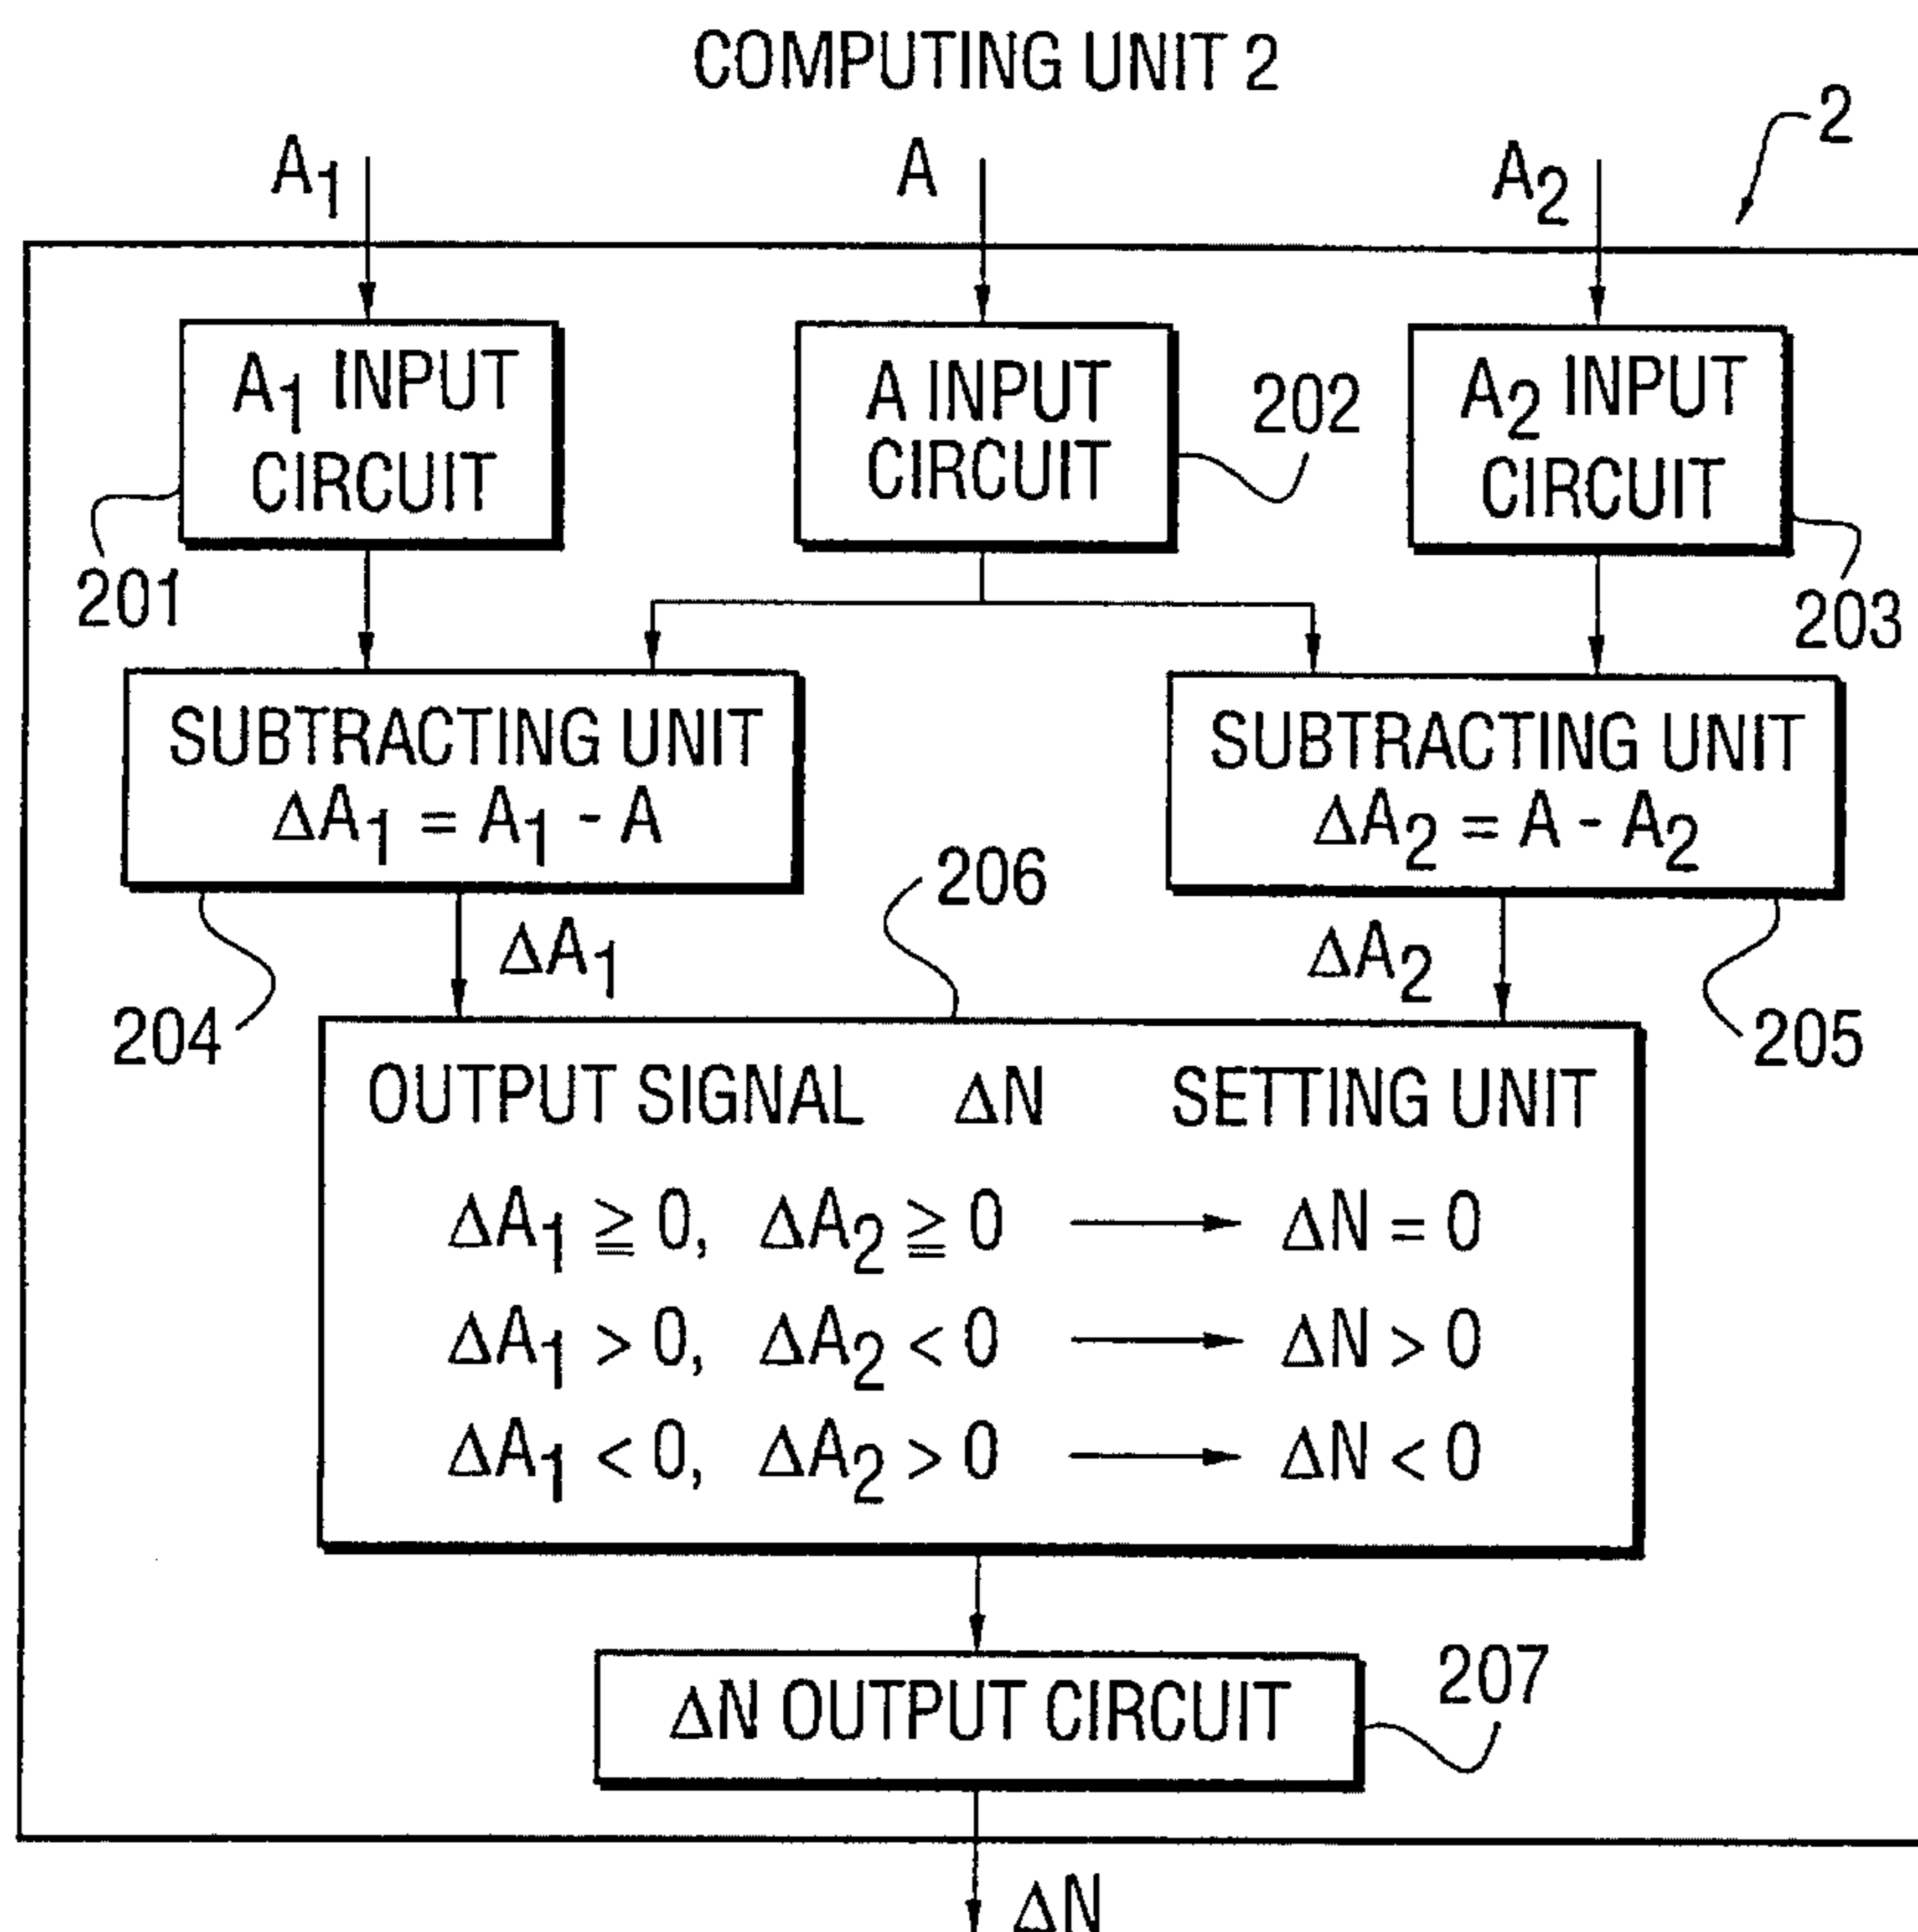 COMPUTING UNIT 2
2
A₁
A
A₂
A₁ INPUT
CIRCUIT
201
A INPUT
CIRCUIT
202
A₂ INPUT
CIRCUIT
203
SUBTRACTING UNIT
ΔA₁ = A₁ - A
204
SUBTRACTING UNIT
ΔA₂ = A - A₂
205
ΔA₁
206
ΔA₂
OUTPUT SIGNAL ΔN SETTING UNIT
ΔA₁ ≧ 0, ΔA₂ ≧ 0 → ΔN = 0
ΔA₁ > 0, ΔA₂ < 0 → ΔN > 0
ΔA₁ < 0, ΔA₂ > 0 → ΔN < 0
ΔN OUTPUT CIRCUIT
207
ΔN